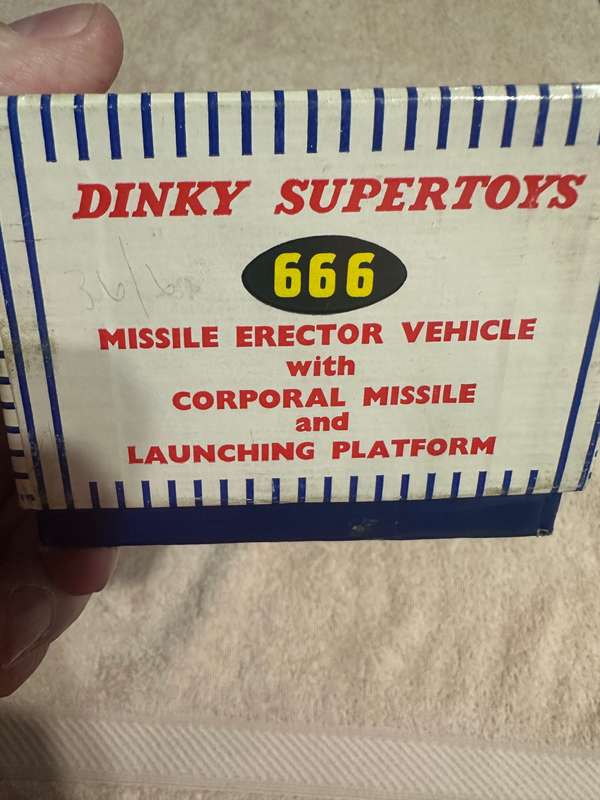 DINKY SUPERTOYS
666
MISSILE ERECTOR VEHICLE
with
CORPORAL MISSILE
and
LAUNCHING PLATFORM